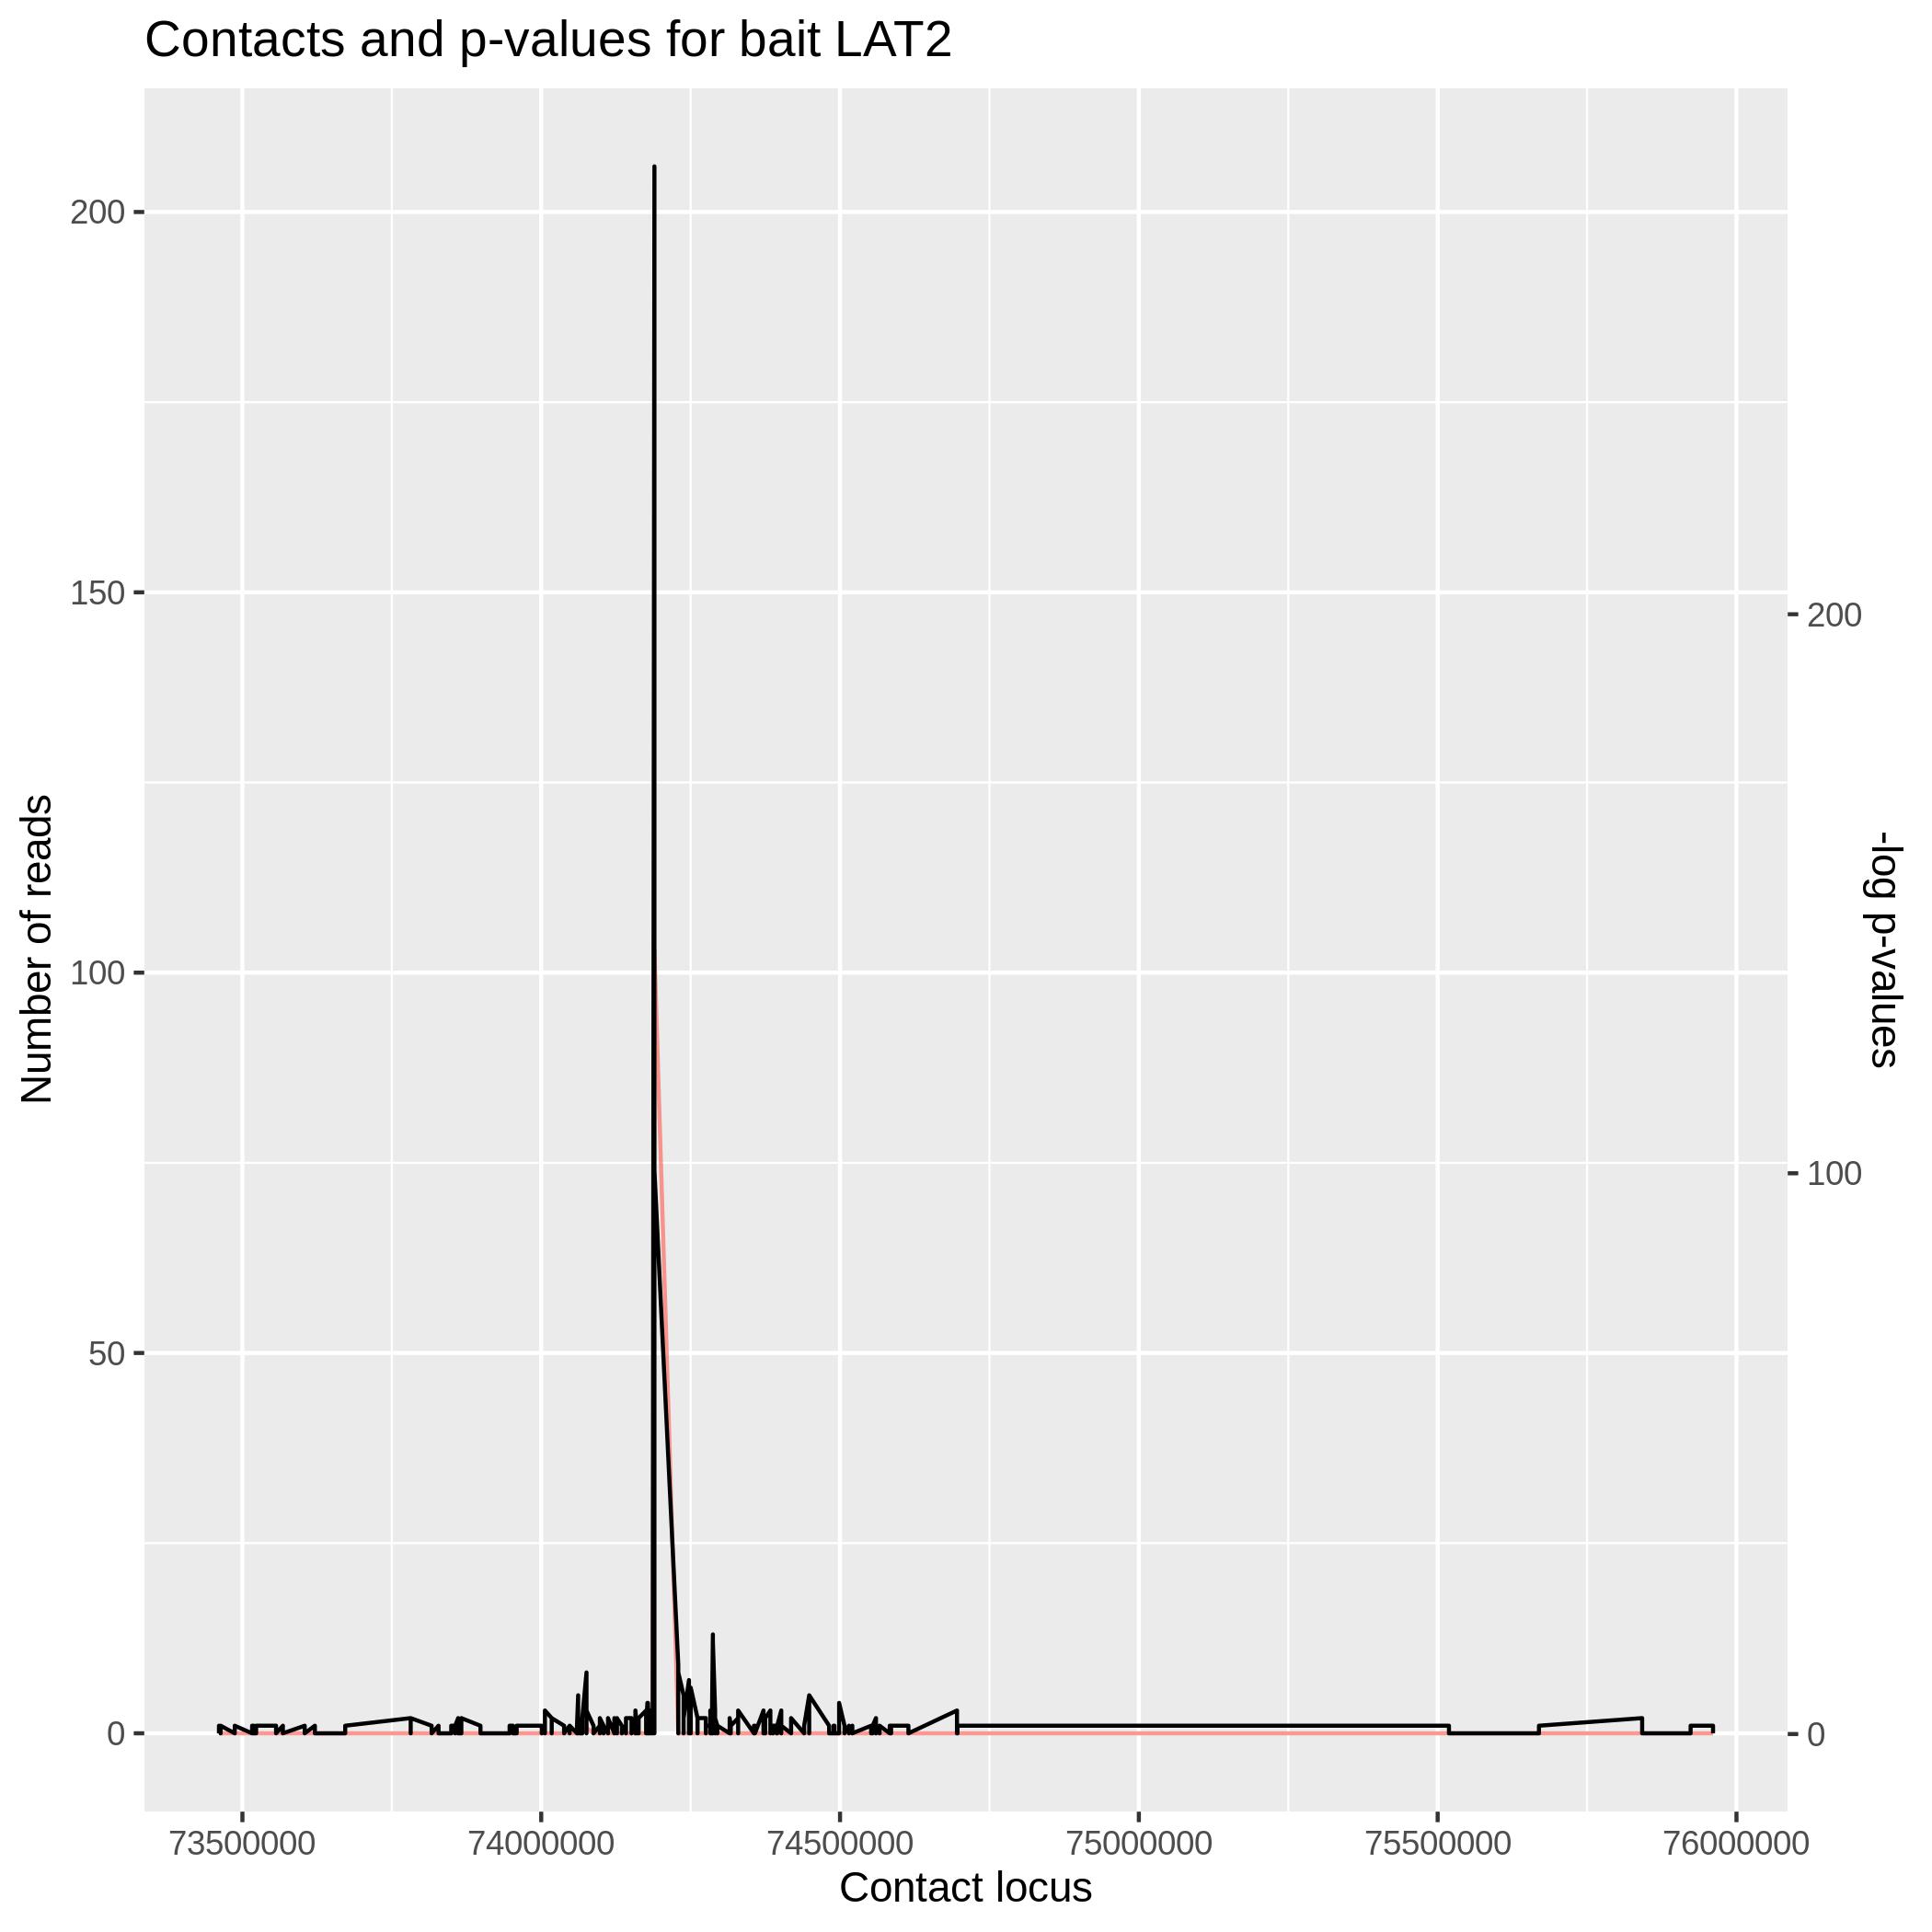 Contacts and p-values for bait LAT2
200
150
100
50
0
Number of reads
200
100
0
-log p-values
73500000 74000000 74500000 75000000 75500000 76000000
Contact locus